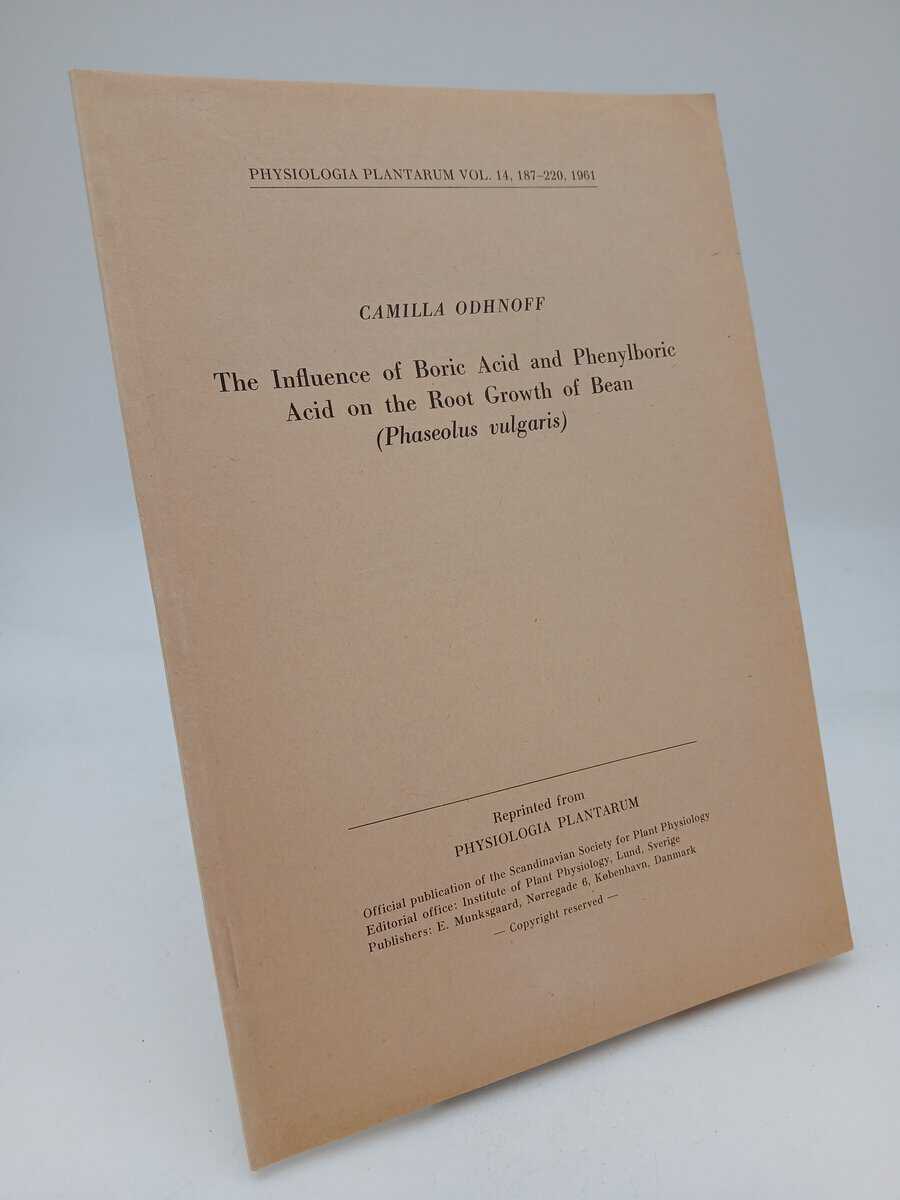 PHYSIOLOGIA PLANTARUM VOL. 14, 187–220, 1961
CAMILLA ODHNOFF
The Influence of Boric Acid and Phenylboric
Acid on the Root Growth of Bean
(Phaseolus vulgaris)
Reprinted from
PHYSIOLOGIA PLANTARUM
Official publication of the Scandinavian Society for Plant Physiology
Editorial office: Institute of Plant Physiology, Lund, Sverige
Publishers: E. Munksgaard, Nørregade 6, København, Danmark
— Copyright reserved —